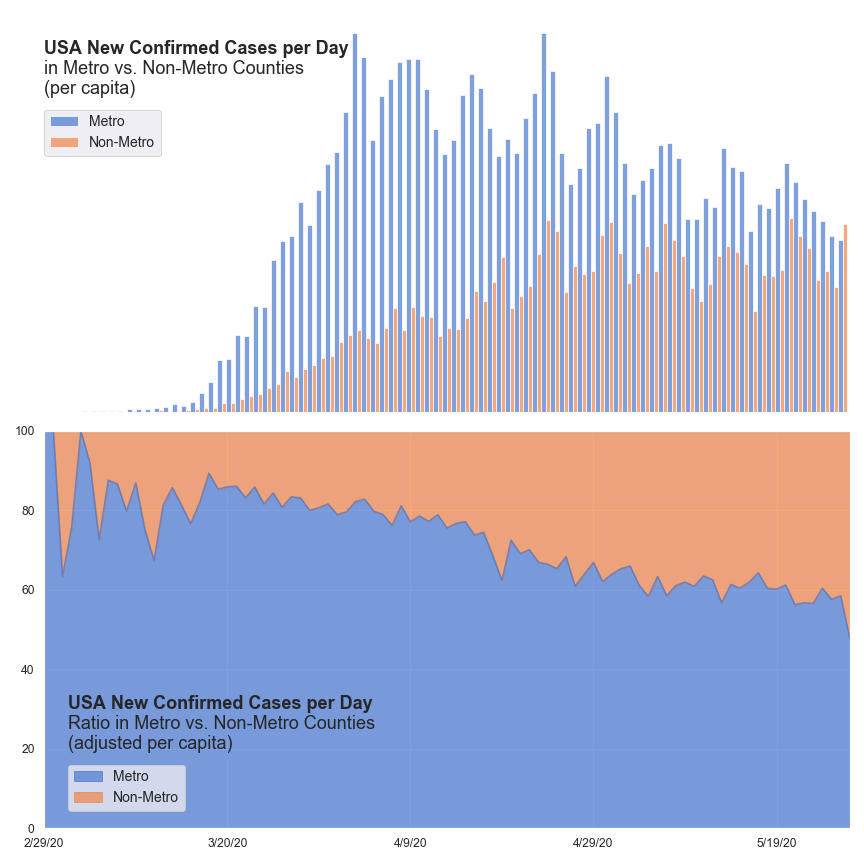 USA New Confirmed Cases per Day
in Metro vs. Non-Metro Counties
(per capita)
Metro
Non-Metro
100
80
60
40
20
0
USA New Confirmed Cases per Day
Ratio in Metro vs. Non-Metro Counties
(adjusted per capita)
Metro
Non-Metro
2/29/20 3/20/20 4/9/20 4/29/20 5/19/20